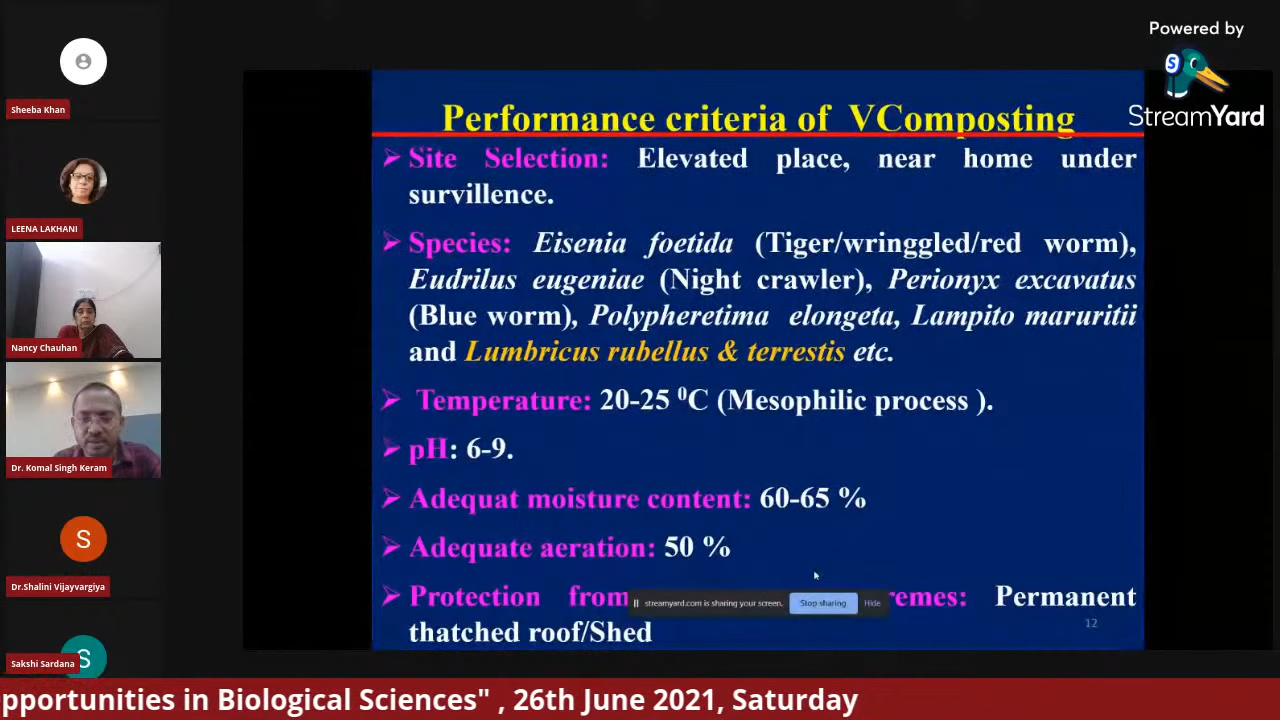 Powered by
StreamYard
Sheeba Khan
LEENA LAKHANI
Nancy Chauhan
Dr. Komal Singh Keram
S
Dr.Shalini Vijayvargiya
S
Sakshi Sardana
Performance criteria of VComposting
➢ Site Selection: Elevated place, near home under
survillence.
➢ Species: Eisenia foetida (Tiger/wringgled/red worm),
Eudrilus eugeniae (Night crawler), Perionyx excavatus
(Blue worm), Polypheretima elongeta, Lampito maruritii
and Lumbricus rubellus & terrestis etc.
➢ Temperature: 20-25 ⁰C (Mesophilic process ).
➢ pH: 6-9.
➢ Adequat moisture content: 60-65 %
➢ Adequate aeration: 50 %
➢ Protection from remes: Permanent
thatched roof/Shed
streamyard.com is sharing your screen. Stop sharing Hide
12
pportunities in Biological Sciences" , 26th June 2021, Saturday